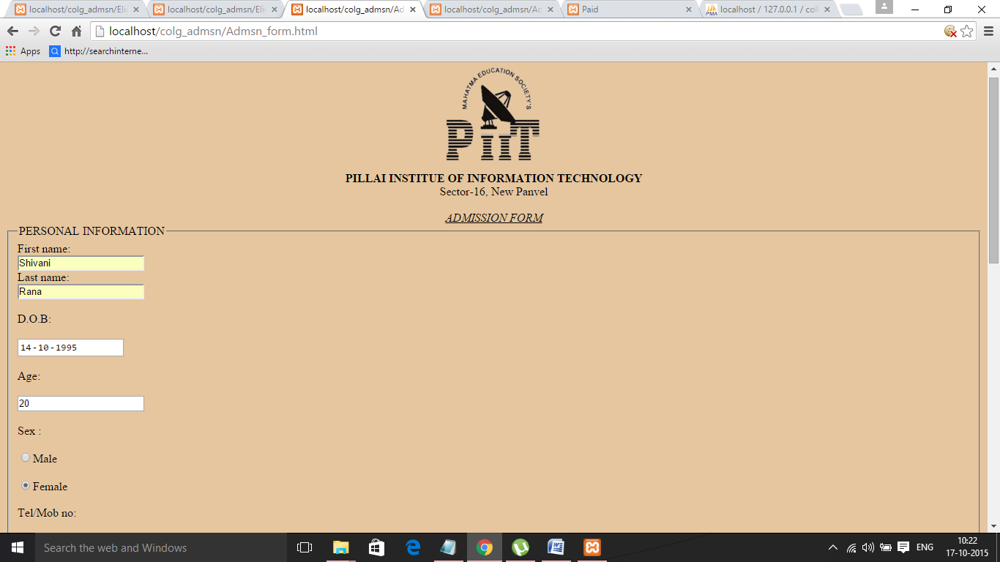 localhost/colg_admsn/Eli
localhost/colg_admsn/Eli
localhost/colg_admsn/Ad
localhost/colg_admsn/Ad
Paid
PMA
localhost / 127.0.0.1 / coll
localhost/colg_admsn/Admsn_form.html
Apps
http://searchinterne...
MAHATMA EDUCATION SOCIETY'S
PIIT
PILLAI INSTITUE OF INFORMATION TECHNOLOGY
Sector-16, New Panvel
ADMISSION FORM
PERSONAL INFORMATION
First name:
Shivani
Last name:
Rana
D.O.B:
14-10-1995
Age:
20
Sex :
Male
Female
Tel/Mob no:
Search the web and Windows
ENG
10:22
17-10-2015